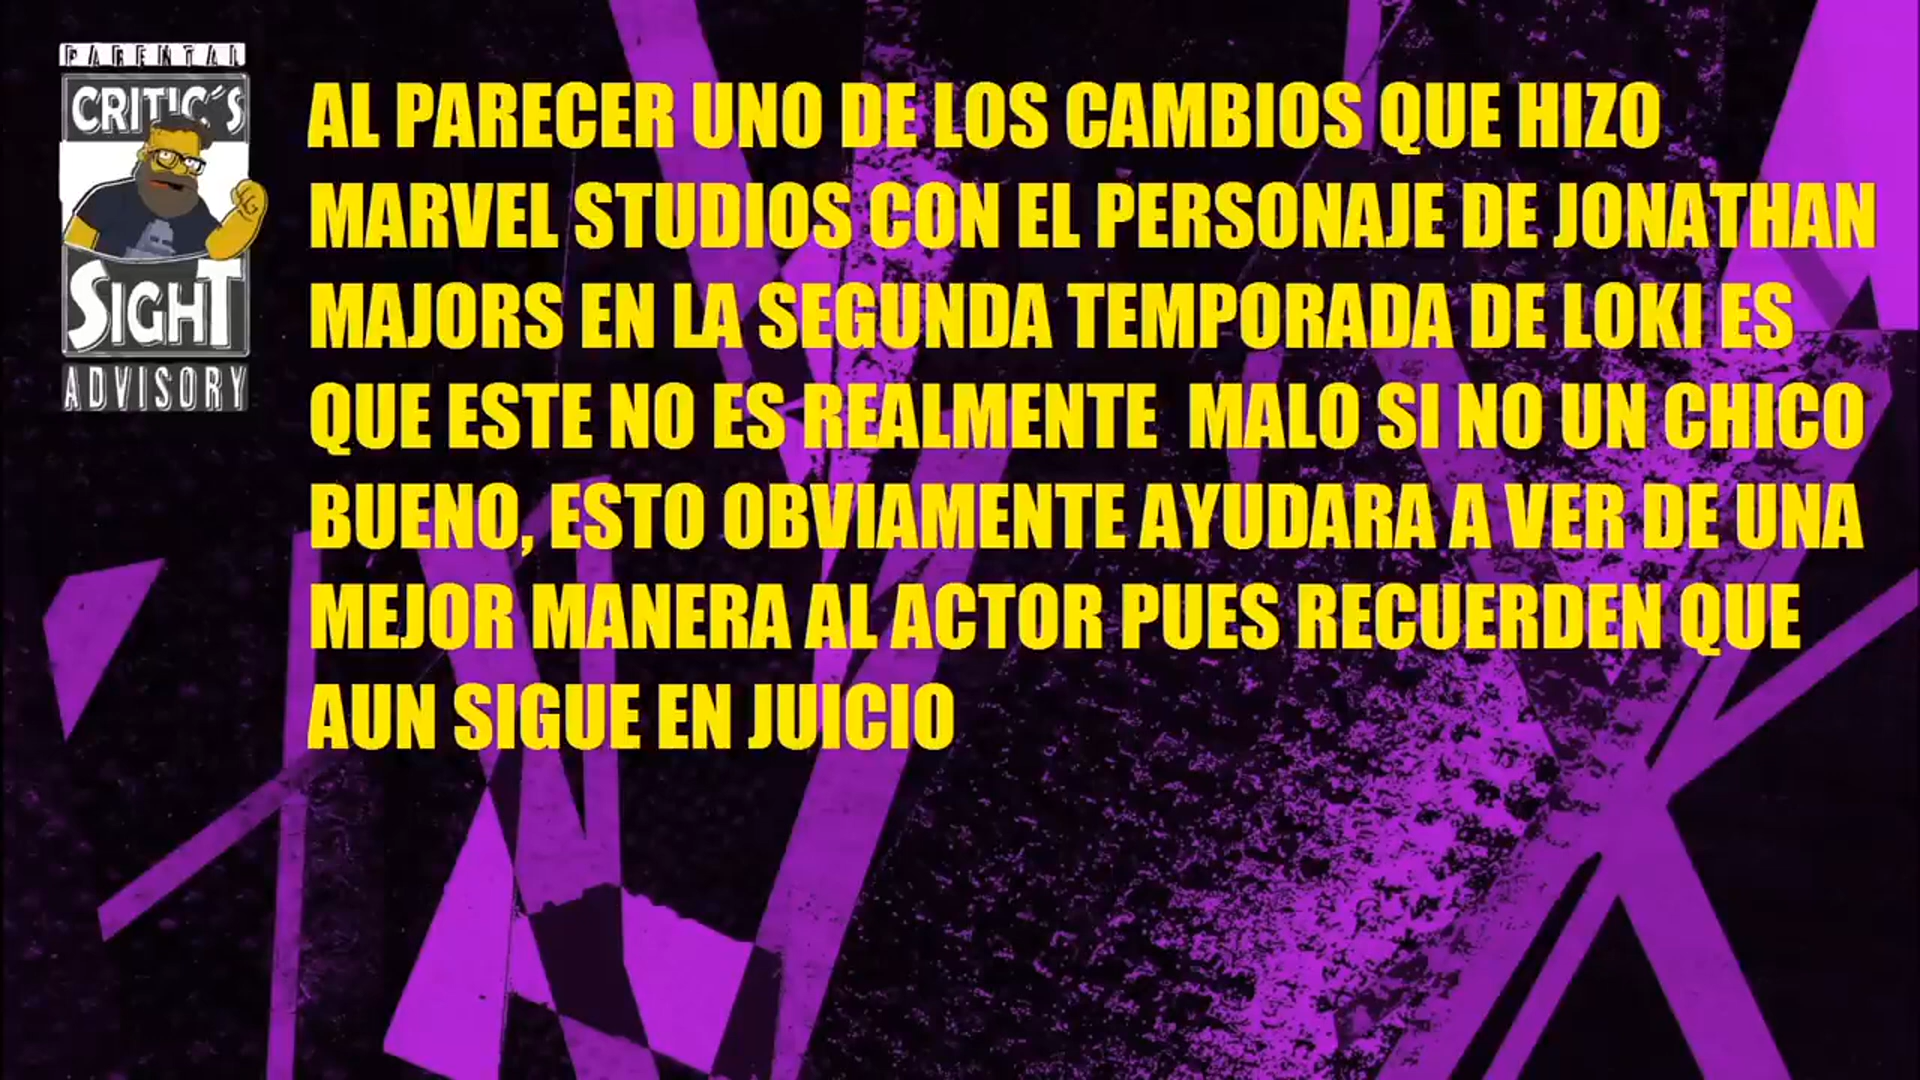 PARENTAL
CRITIC´S
SIGHT
ADVISORY
AL PARECER UNO DE LOS CAMBIOS QUE HIZO
MARVEL STUDIOS CON EL PERSONAJE DE JONATHAN
MAJORS EN LA SEGUNDA TEMPORADA DE LOKI ES
QUE ESTE NO ES REALMENTE  MALO SI NO UN CHICO
BUENO, ESTO OBVIAMENTE AYUDARA A VER DE UNA
MEJOR MANERA AL ACTOR PUES RECUERDEN QUE
AUN SIGUE EN JUICIO